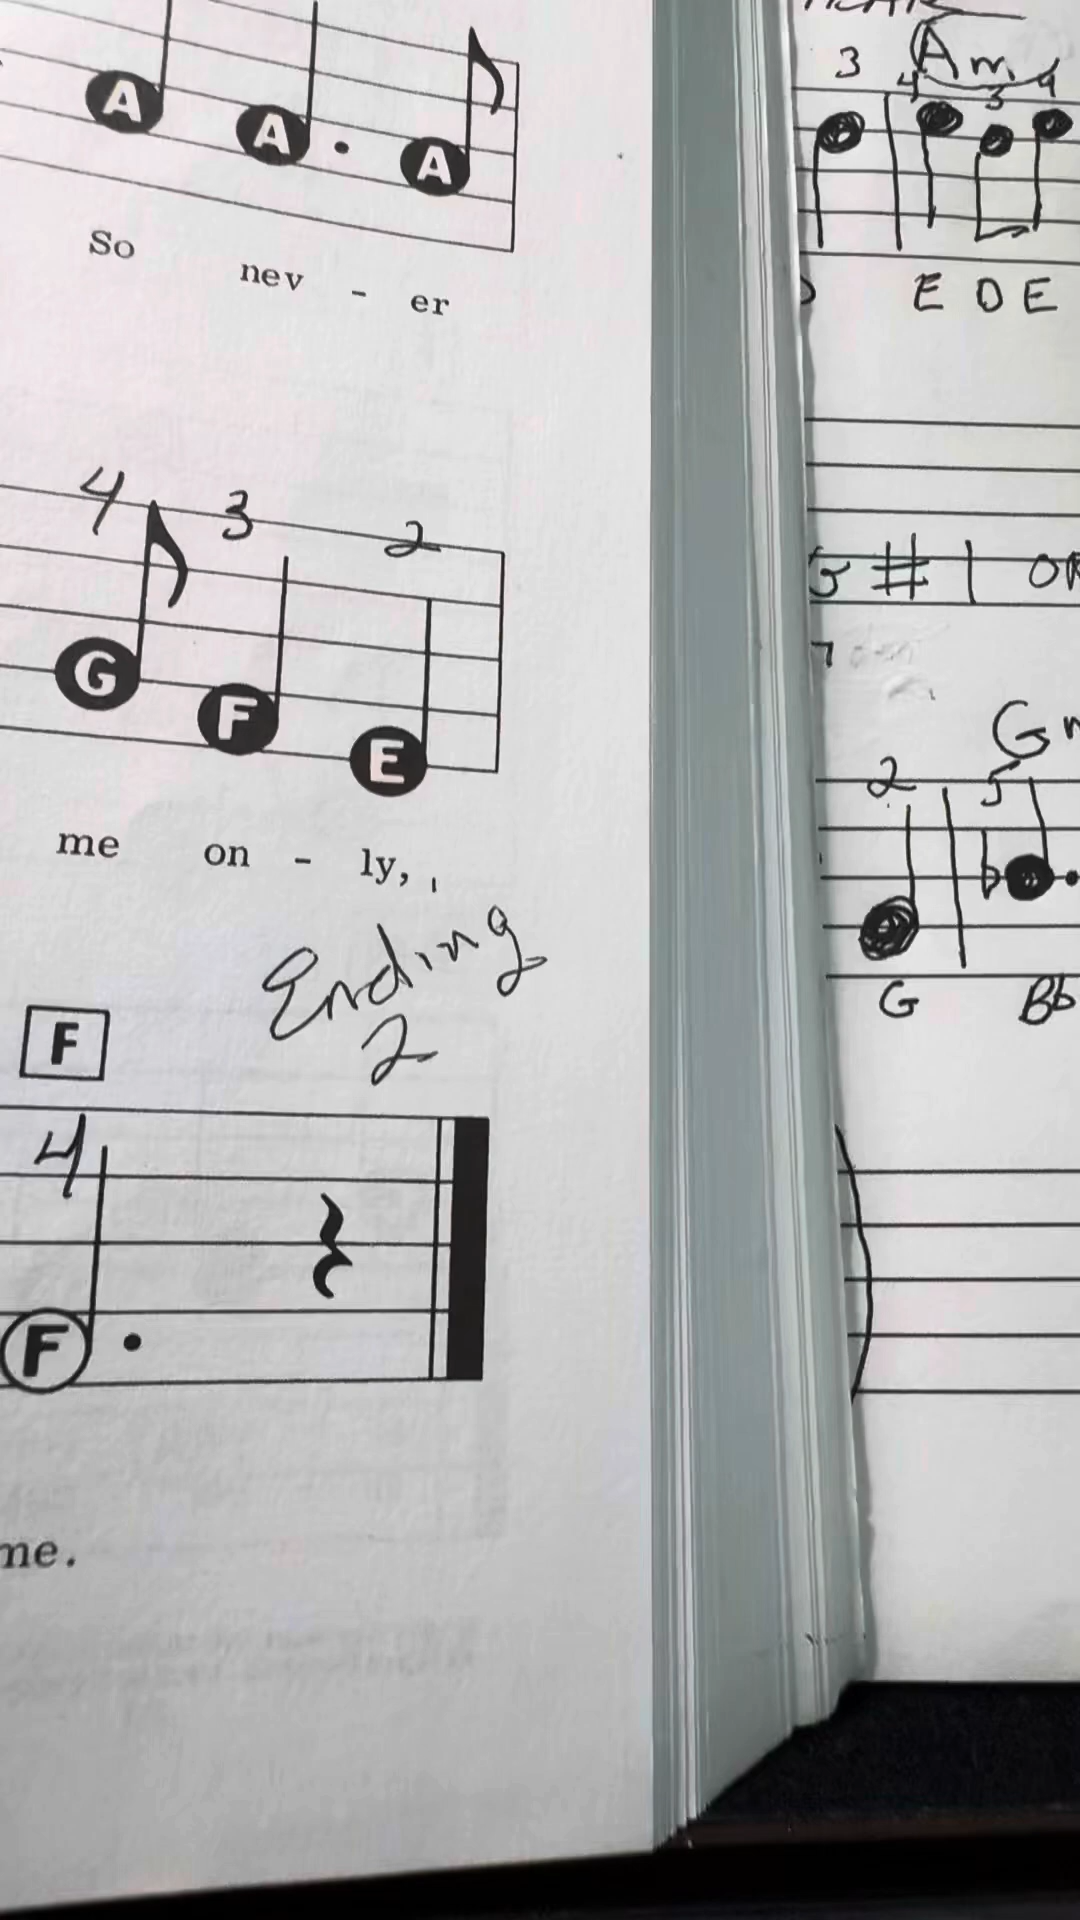 A A A
So nev - er
4 3 2
G F E
me on - ly,
Ending
2
F
4
F
me.
3 Am
4 3 4
E D E
G # |
G
2 5
G Bb